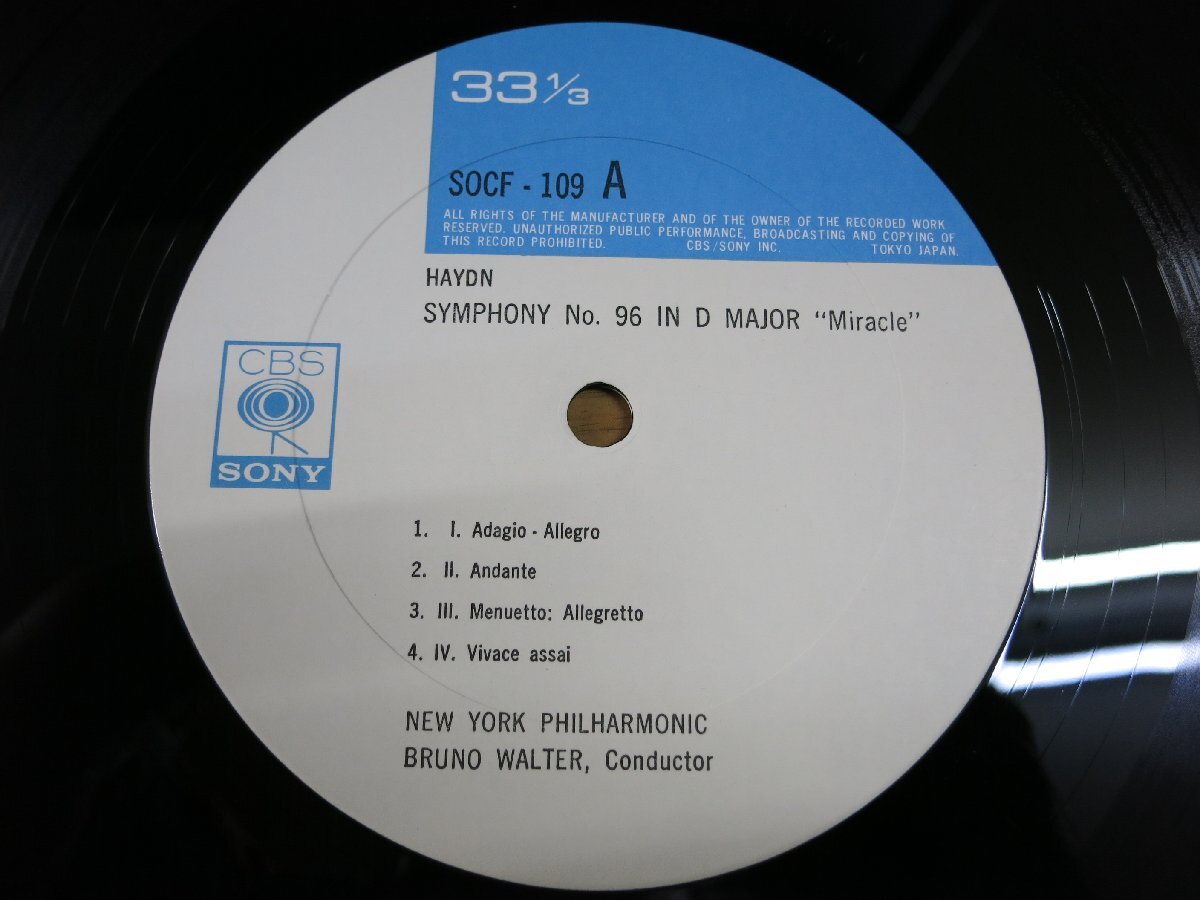 33⅓
SOCF - 109 A
ALL RIGHTS OF THE MANUFACTURER AND OF THE OWNER OF THE RECORDED WORK
RESERVED. UNAUTHORIZED PUBLIC PERFORMANCE, BROADCASTING AND COPYING OF
THIS RECORD PROHIBITED. CBS/SONY INC. TOKYO JAPAN.
HAYDN
SYMPHONY No. 96 IN D MAJOR "Miracle"
CBS
SONY
1. I. Adagio - Allegro
2. II. Andante
3. III. Menuetto: Allegretto
4. IV. Vivace assai
NEW YORK PHILHARMONIC
BRUNO WALTER, Conductor